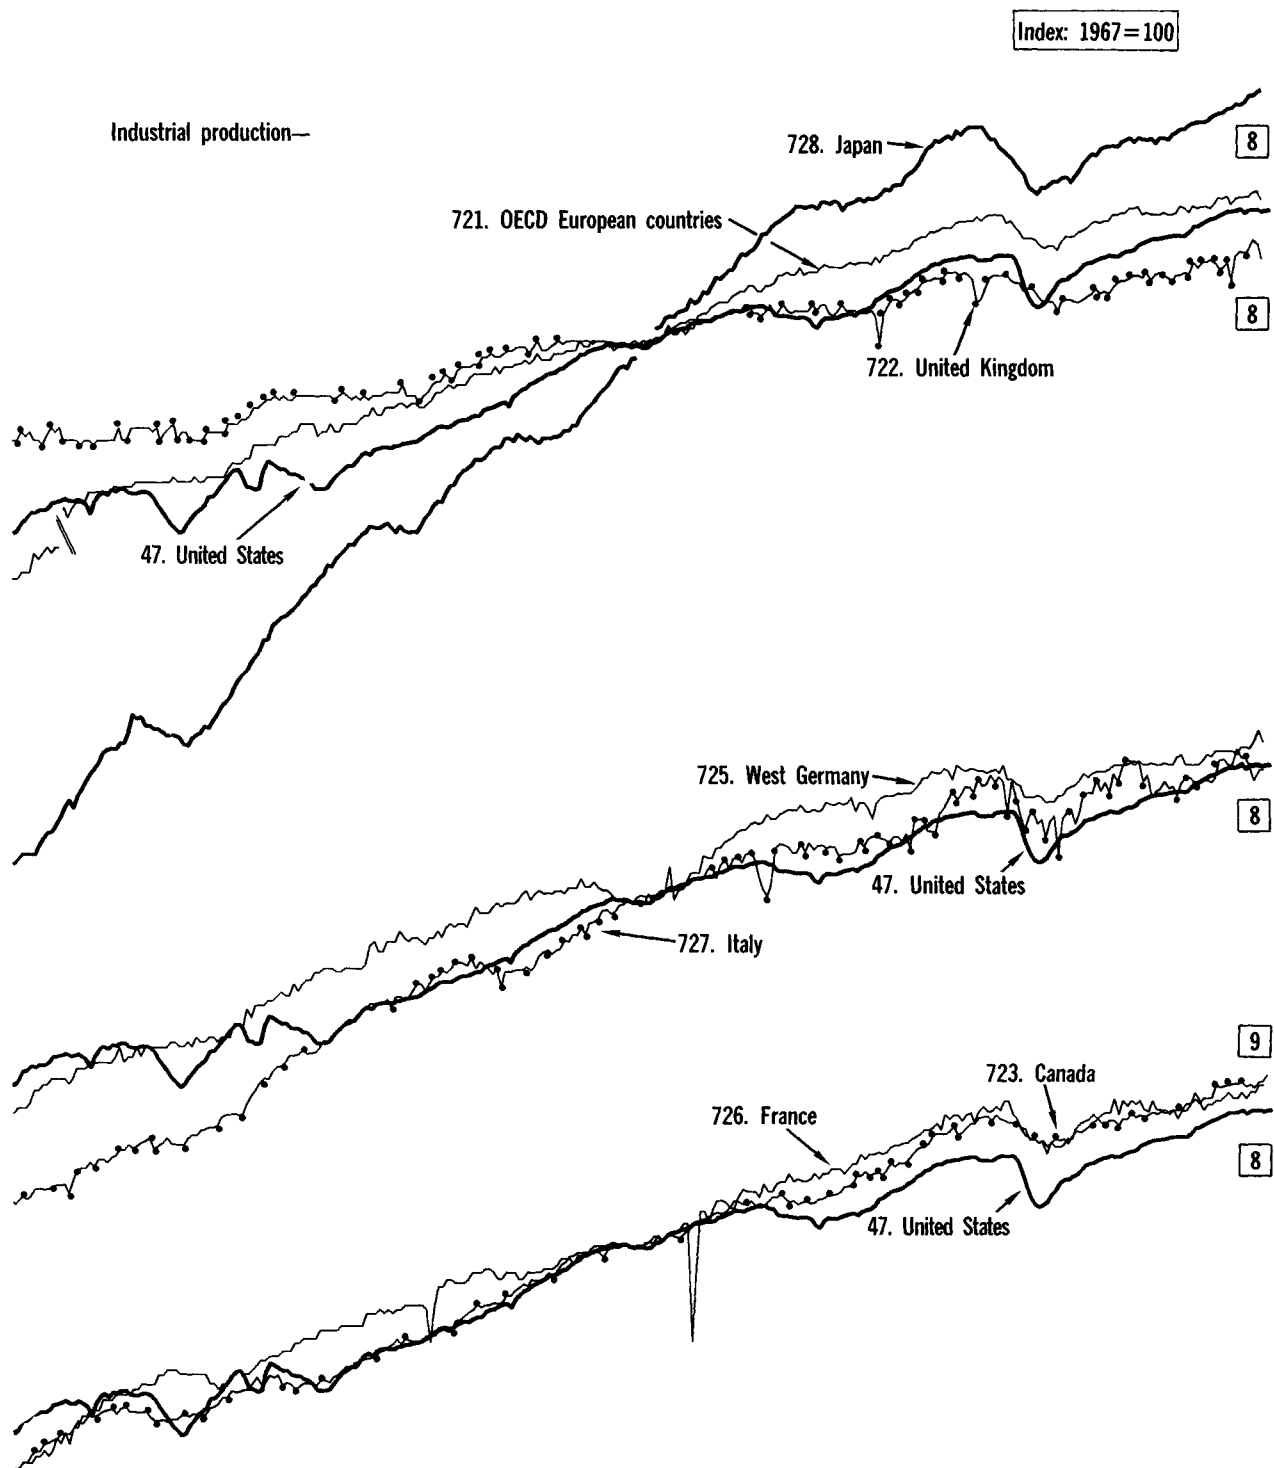 Index: 1967=100
Industrial production—
728. Japan
8
721. OECD European countries
8
722. United Kingdom
47. United States
725. West Germany
8
47. United States
727. Italy
9
723. Canada
726. France
8
47. United States